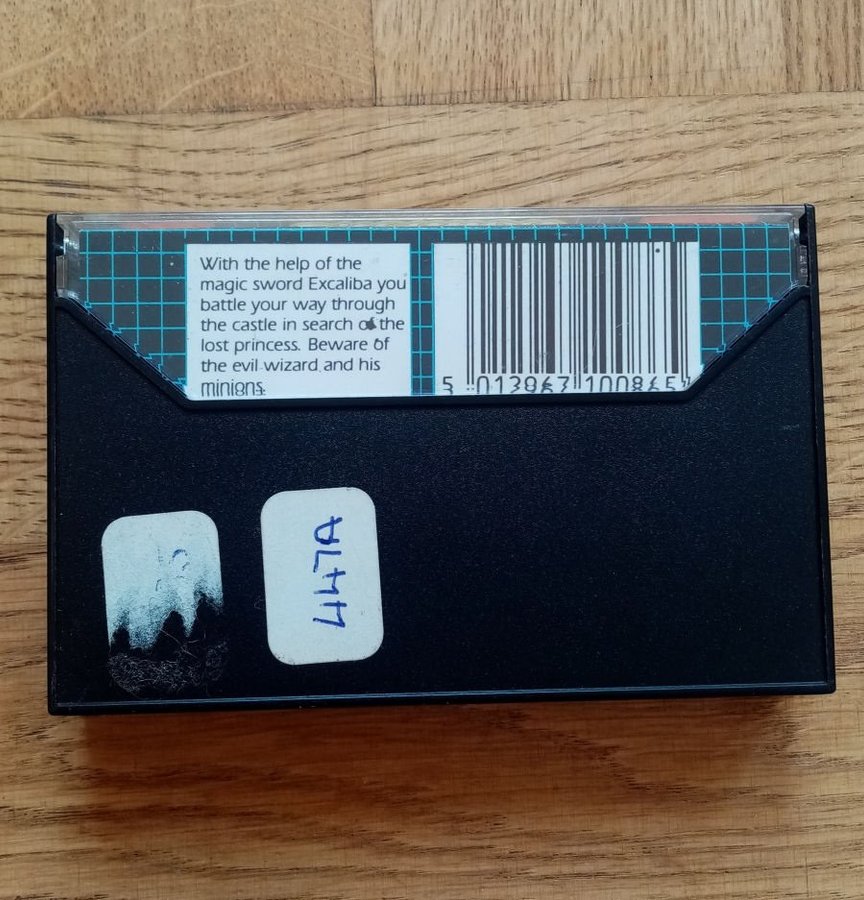 With the help of the
magic sword Excaliba you
battle your way through
the castle in search of the
lost princess. Beware of
the evil wizard and his
minions.
5 013967 100865
447A